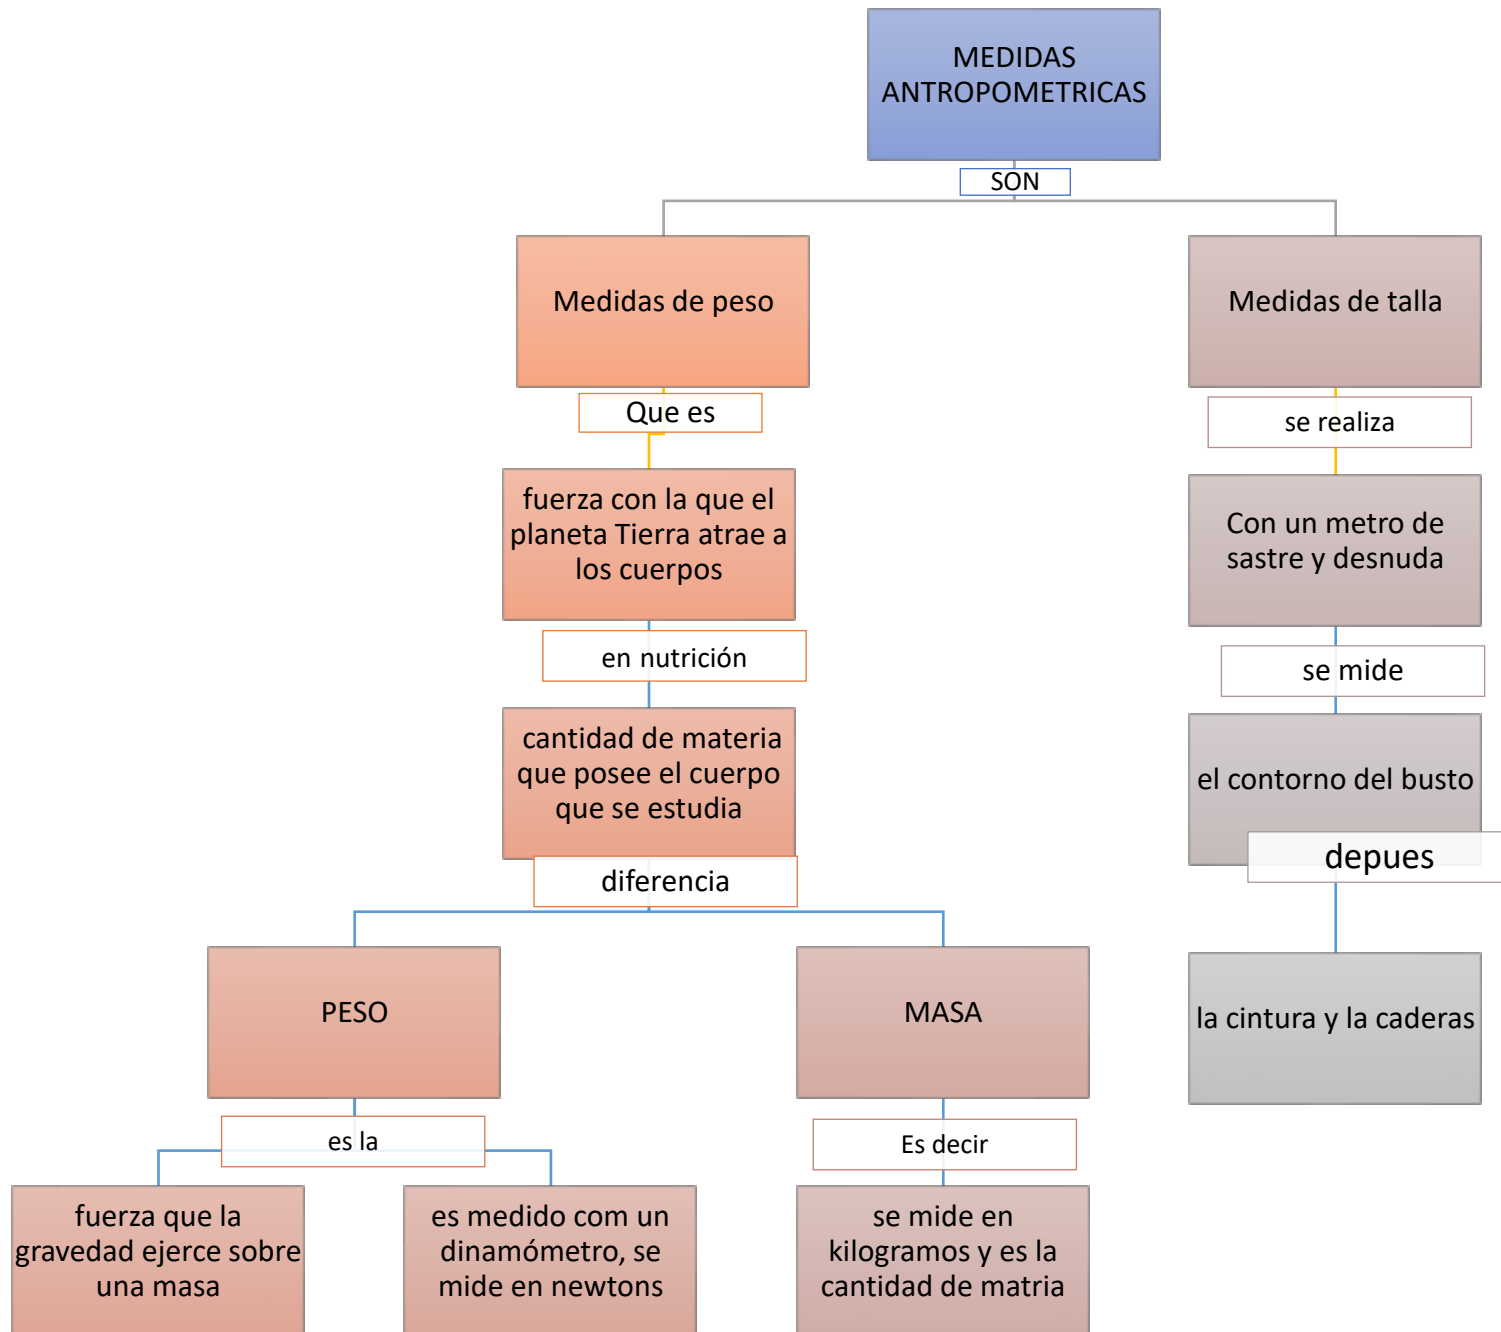 MEDIDAS
ANTROPOMETRICAS
SON
Medidas de peso
Que es
fuerza con la que el
planeta Tierra atrae a
los cuerpos
en nutrición
cantidad de materia
que posee el cuerpo
que se estudia
diferencia
PESO
es la
fuerza que la
gravedad ejerce sobre
una masa
es medido com un
dinamómetro, se
mide en newtons
MASA
Es decir
se mide en
kilogramos y es la
cantidad de matria
Medidas de talla
se realiza
Con un metro de
sastre y desnuda
se mide
el contorno del busto
depues
la cintura y la caderas